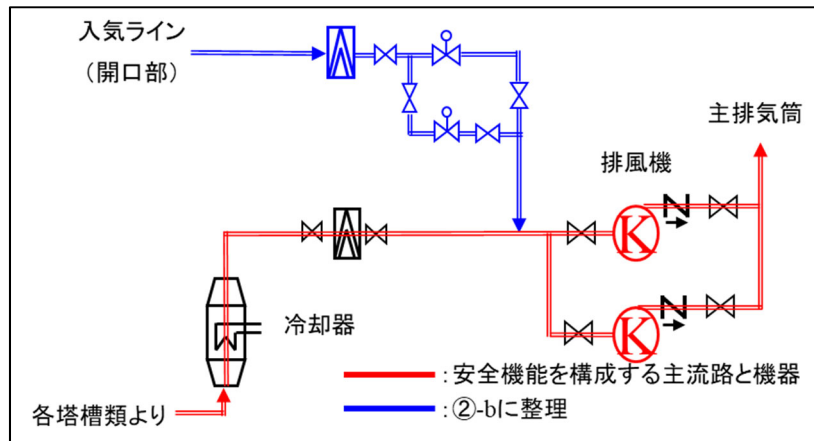 入気ライン
（開口部）
主排気筒
排風機
K
K
冷却器
各塔槽類より
：安全機能を構成する主流路と機器
：②-bに整理